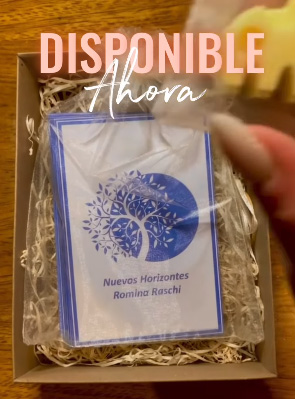 DISPONIBLE
Ahora
Nuevas Horizontes
Romina Raschi